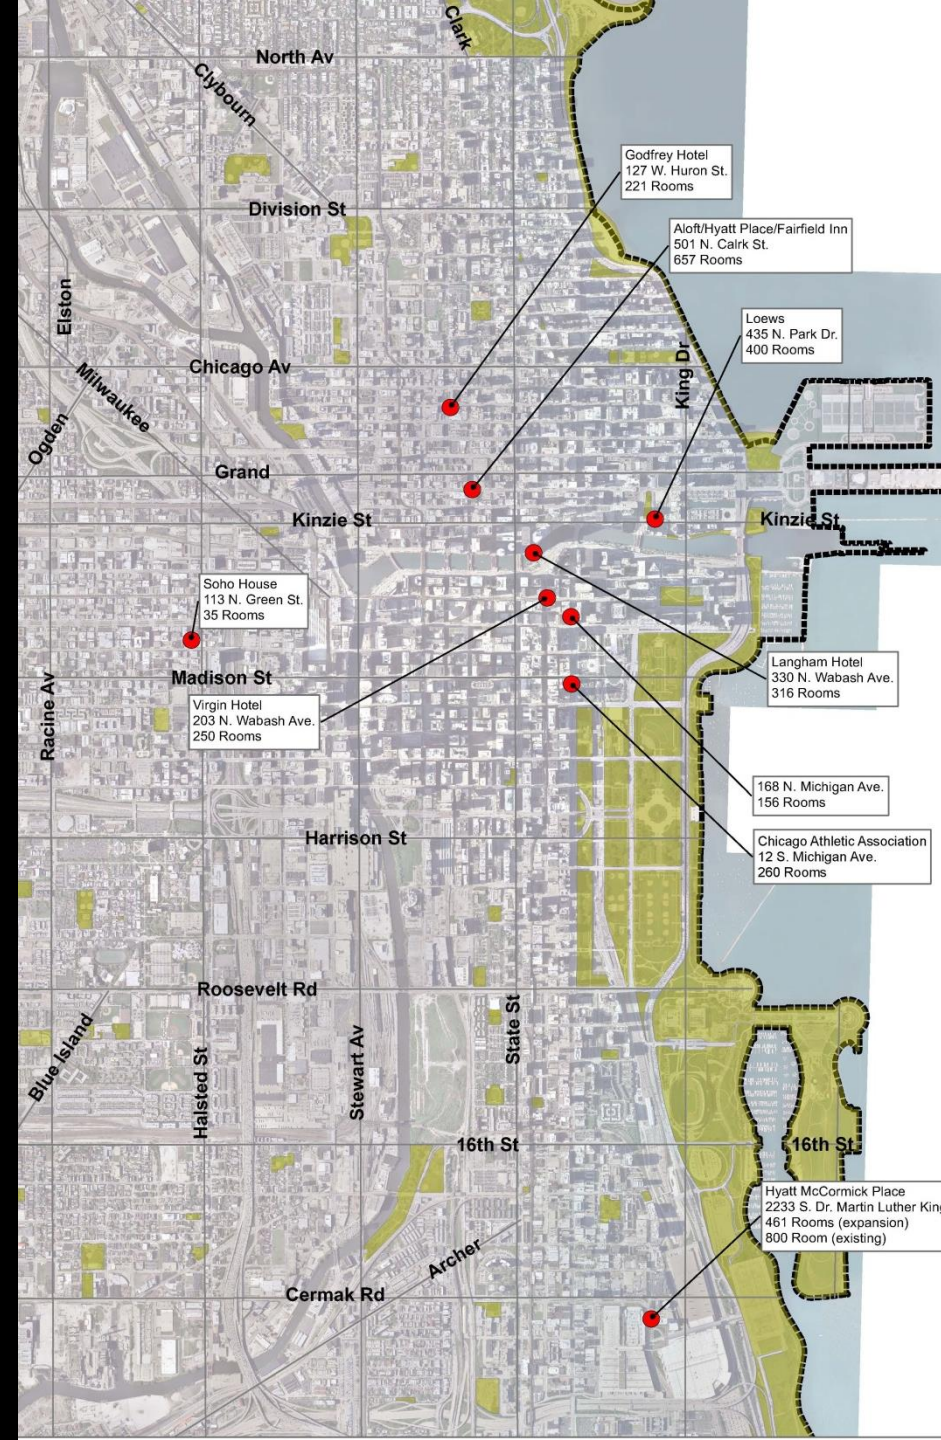 Clark
North Av
Clybourn
Godfrey Hotel
127 W. Huron St.
221 Rooms
Division St
Aloft/Hyatt Place/Fairfield Inn
501 N. Calrk St.
657 Rooms
Elston
Loews
435 N. Park Dr.
400 Rooms
Chicago Av
King Dr
Milwaukee
Ogden
Grand
Kinzie St
Kinzie St
Soho House
113 N. Green St.
35 Rooms
Madison St
Langham Hotel
330 N. Wabash Ave.
316 Rooms
Racine Av
Virgin Hotel
203 N. Wabash Ave.
250 Rooms
168 N. Michigan Ave.
156 Rooms
Harrison St
Chicago Athletic Association
12 S. Michigan Ave.
260 Rooms
Roosevelt Rd
Blue Island
Halsted St
Stewart Av
State St
16th St
16th St
Hyatt McCormick Place
2233 S. Dr. Martin Luther King
461 Rooms (expansion)
800 Room (existing)
Archer
Cermak Rd